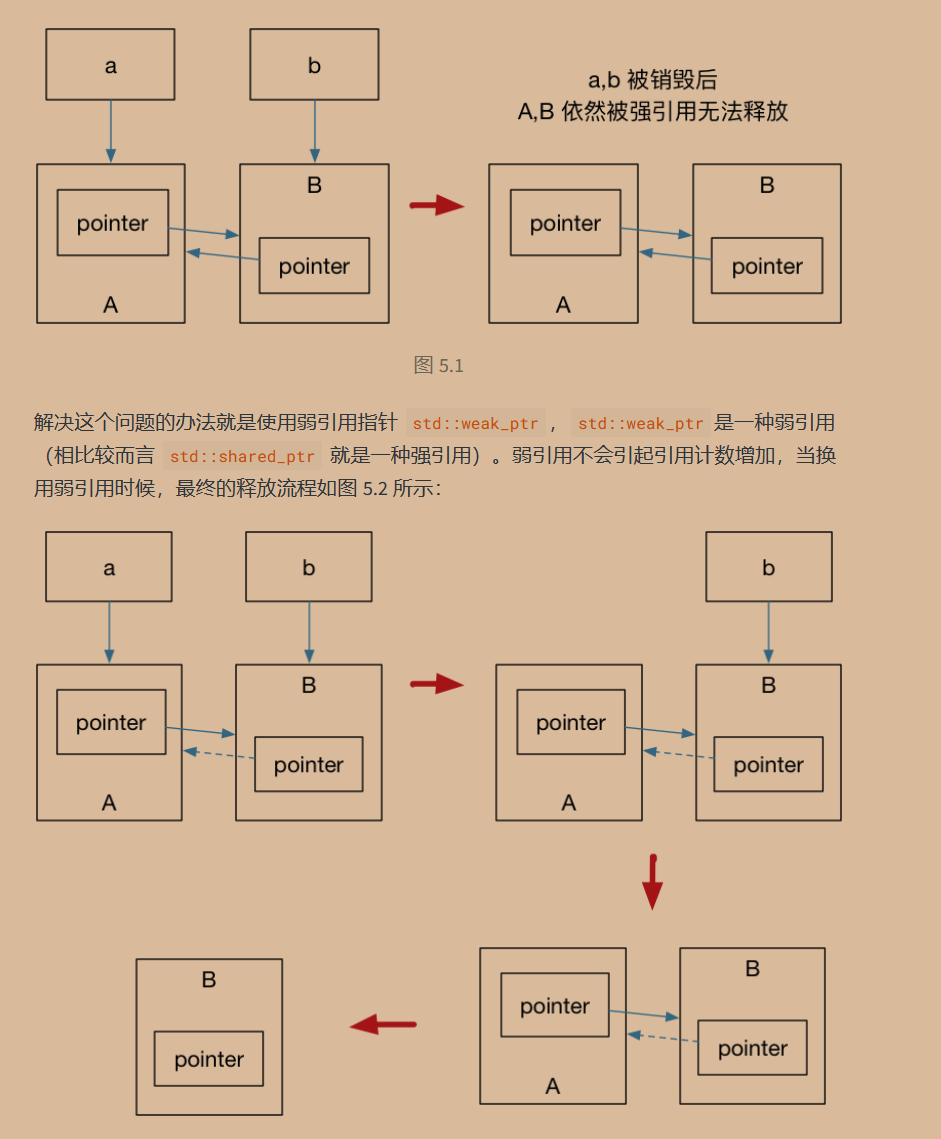 a
b
a,b 被销毁后
A,B 依然被强引用无法释放
B
B
pointer
pointer
pointer
pointer
A
A
图 5.1
解决这个问题的办法就是使用弱引用指针 std::weak_ptr ，std::weak_ptr 是一种弱引用
（相比较而言 std::shared_ptr 就是一种强引用）。弱引用不会引起引用计数增加，当换
用弱引用时候，最终的释放流程如图 5.2 所示：
a
b
b
B
B
pointer
pointer
pointer
pointer
A
A
B
B
pointer
pointer
pointer
A